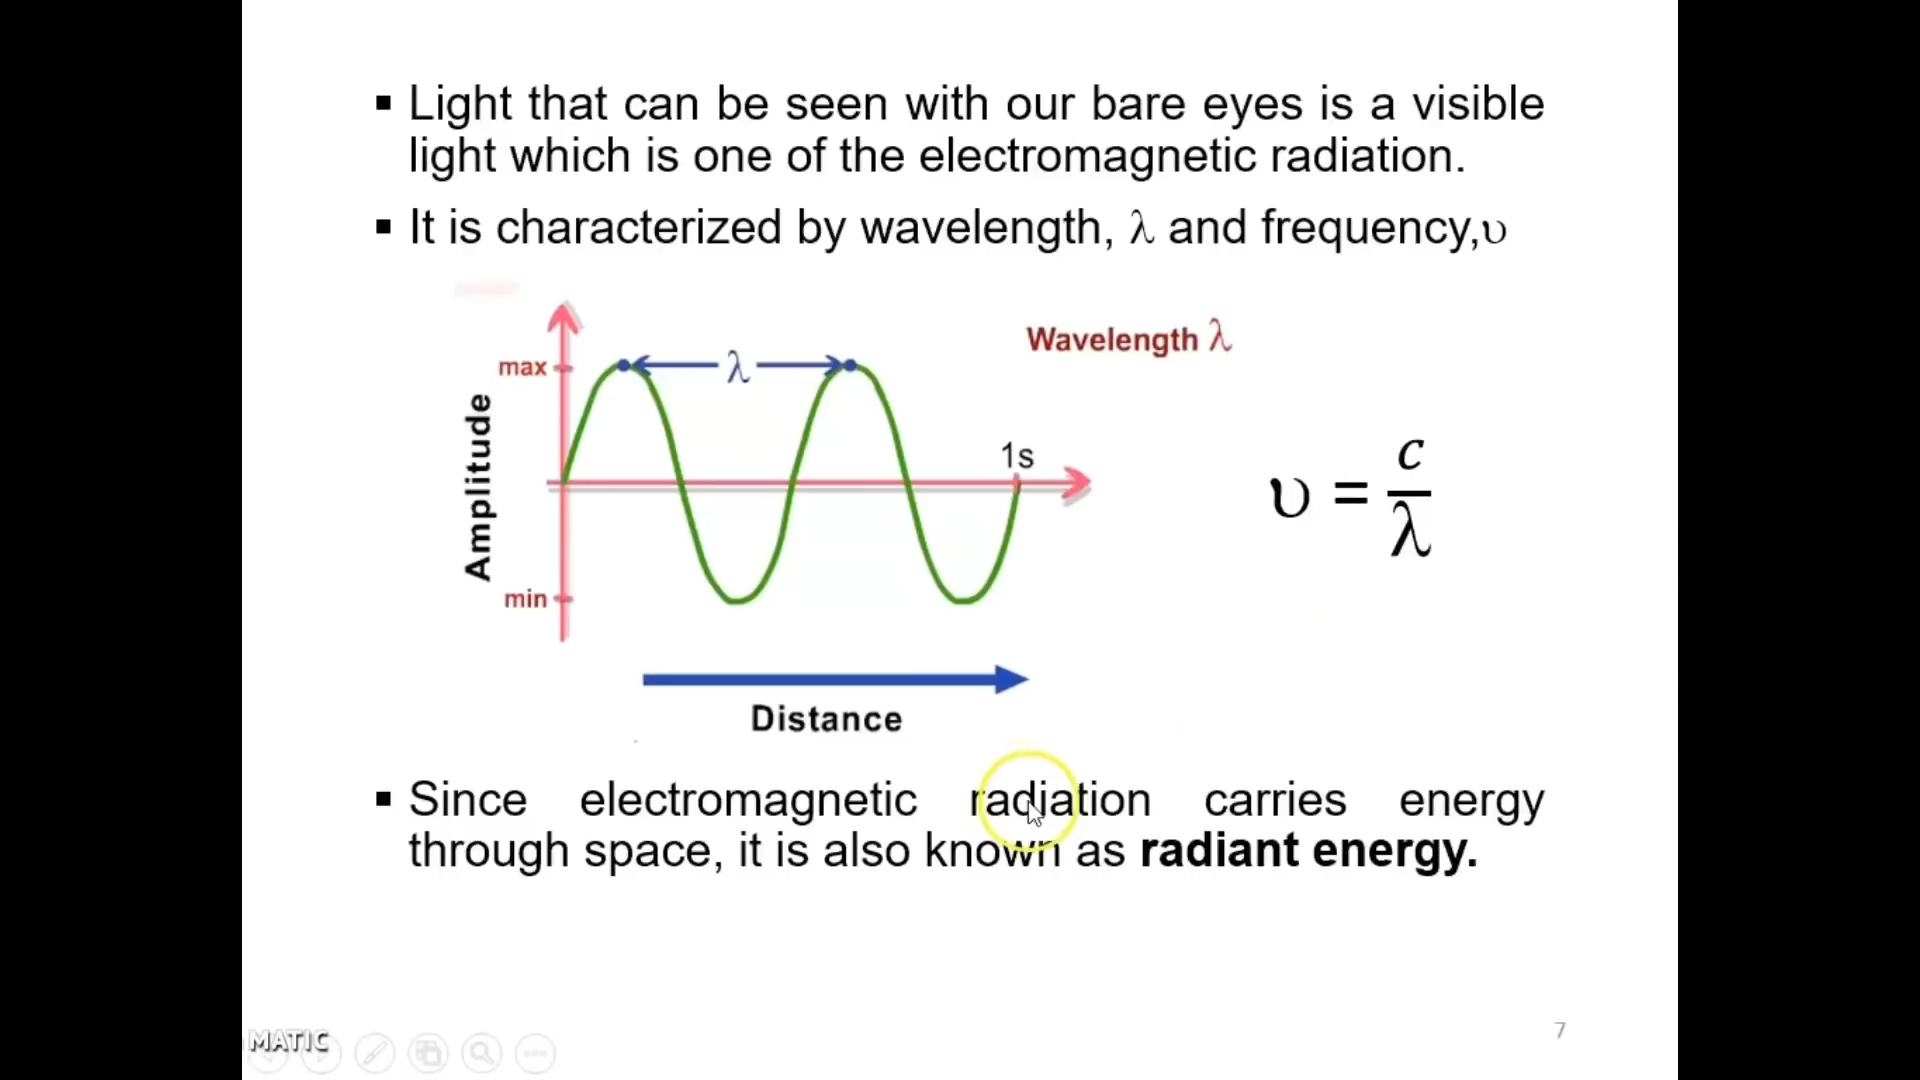 ▪ Light that can be seen with our bare eyes is a visible
light which is one of the electromagnetic radiation.
▪ It is characterized by wavelength, λ and frequency,υ
Wavelength λ
max
λ
Amplitude
1s
υ = c/λ
min
Distance
▪ Since electromagnetic radiation carries energy
through space, it is also known as radiant energy.
7
MATIC